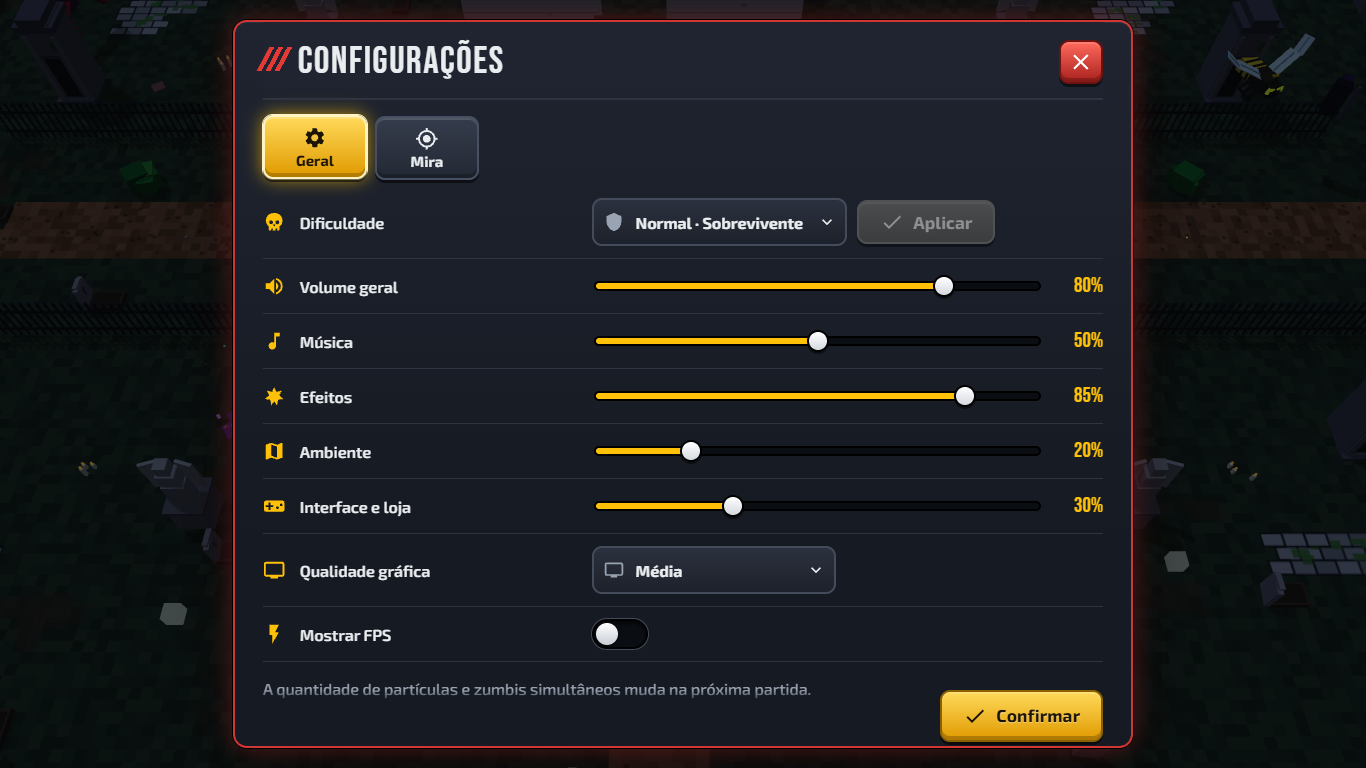 CONFIGURAÇÕES
Geral
Mira
Dificuldade
Normal · Sobrevivente
Aplicar
Volume geral
80%
Música
50%
Efeitos
85%
Ambiente
20%
Interface e loja
30%
Qualidade gráfica
Média
Mostrar FPS
A quantidade de partículas e zumbis simultâneos muda na próxima partida.
Confirmar